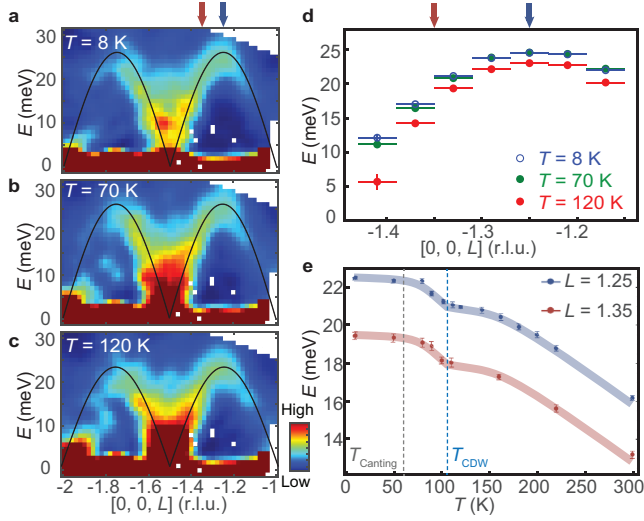 a
T = 8 K
E (meV)
30
20
10
0
b
T = 70 K
E (meV)
30
20
10
0
c
T = 120 K
E (meV)
30
20
10
0
High
Low
-2
-1.8
-1.6
-1.4
-1.2
-1
[0, 0, L] (r.l.u.)
d
E (meV)
25
20
15
10
5
0
T = 8 K
T = 70 K
T = 120 K
-1.4
-1.3
-1.2
[0, 0, L] (r.l.u.)
e
E (meV)
22
20
18
16
14
L = 1.25
L = 1.35
TCanting
TCDW
0
50
100
150
200
250
300
T (K)